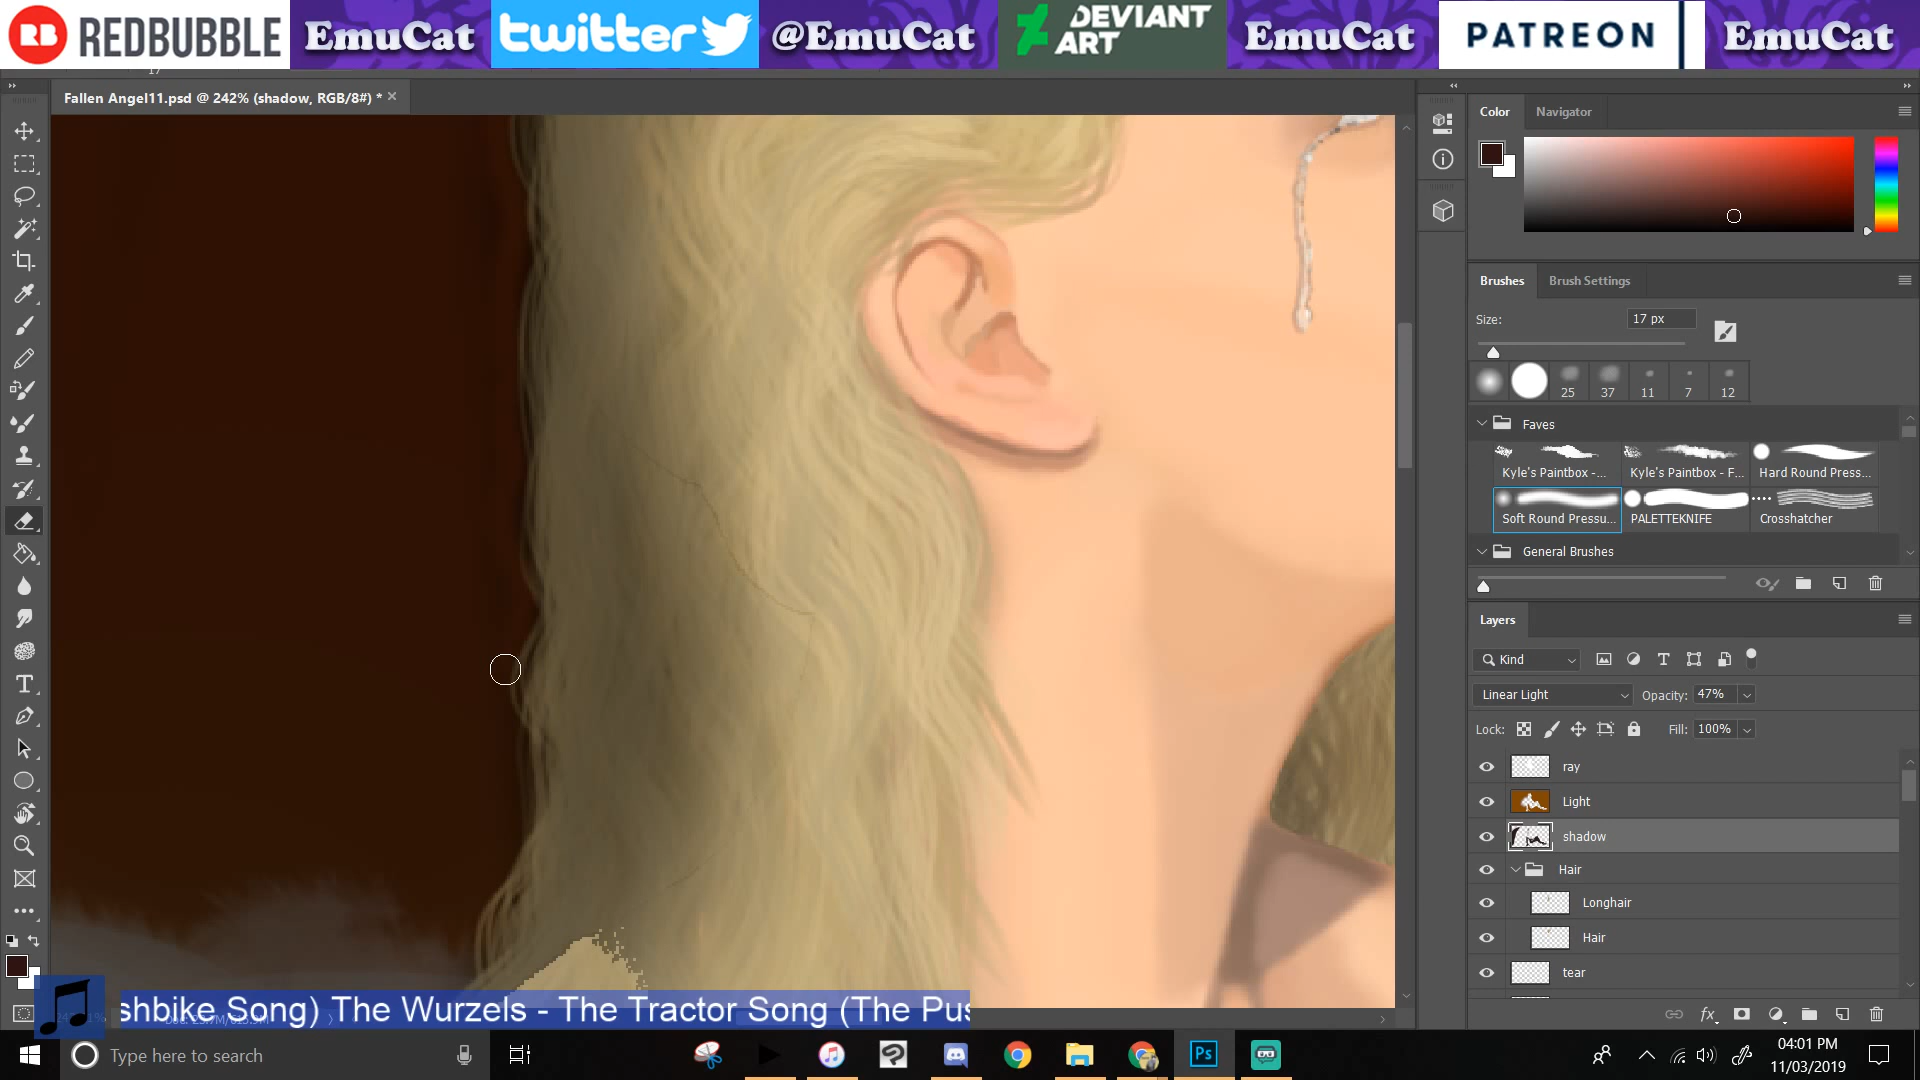 REDBUBBLE EmuCat twitter @EmuCat DEVIANT ART EmuCat PATREON EmuCat
17
Fallen Angel11.psd @ 242% (shadow, RGB/8#) *
Color Navigator
Brushes Brush Settings
Size: 17 px
25 37 11 7 12
Faves
Kyle's Paintbox -... Kyle's Paintbox - F... Hard Round Press...
Soft Round Pressu... PALETTEKNIFE Crosshatcher
General Brushes
Layers
Kind
Linear Light Opacity: 47%
Lock: Fill: 100%
ray
Light
shadow
Hair
Longhair
Hair
tear
shbike Song) The Wurzels - The Tractor Song (The Pus
Type here to search
Ps
04:01 PM
11/03/2019